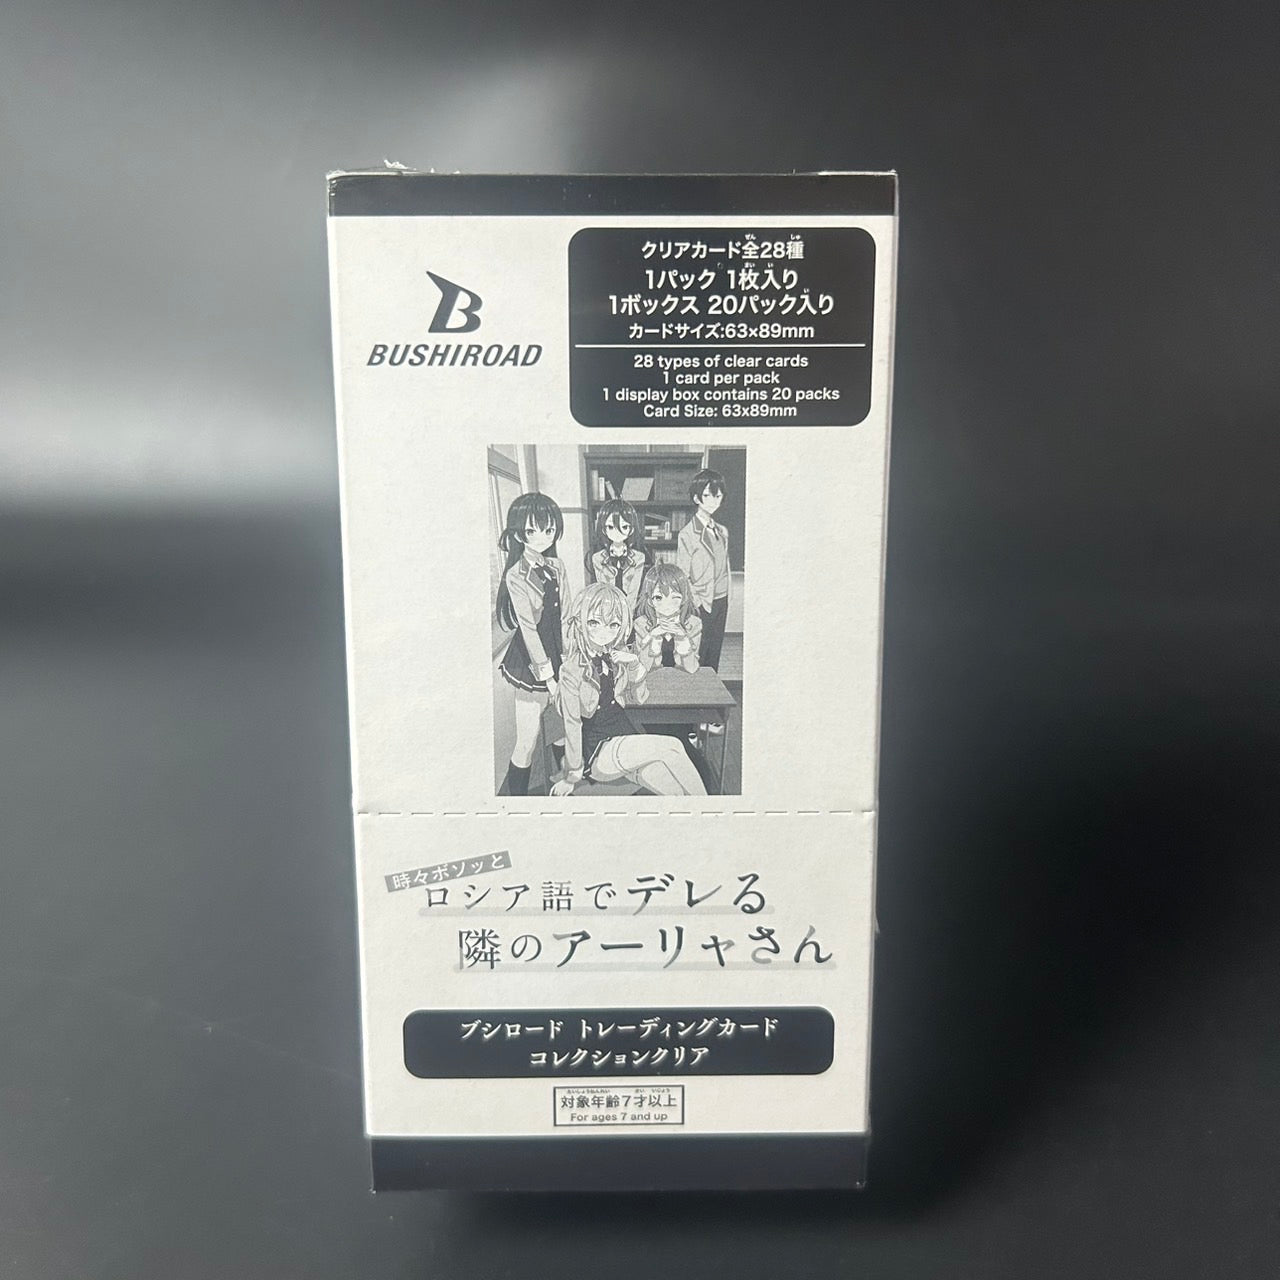 クリアカード全28種
1パック 1枚入り
1ボックス 20パック入り
カードサイズ:63×89mm
28 types of clear cards
1 card per pack
1 display box contains 20 packs
Card Size: 63x89mm
BUSHIROAD
時々ボソッと
ロシア語でデレる
隣のアーリャさん
ブシロード トレーディングカード
コレクションクリア
対象年齢7才以上
For ages 7 and up